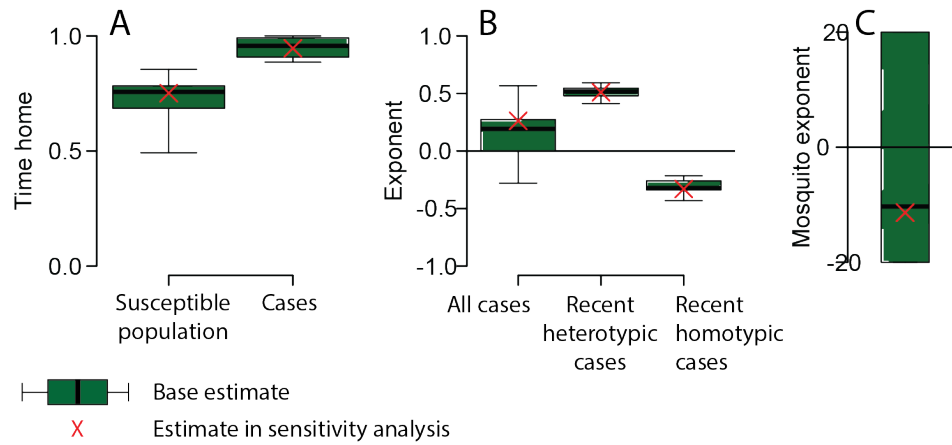 A
Time home
1.0
0.5
0.0
Susceptible
population
Cases
B
Exponent
1.0
0.5
0.0
-0.5
-1.0
All cases
Recent
heterotypic
cases
Recent
homotypic
cases
C
Mosquito exponent
20
0
-20
Base estimate
X Estimate in sensitivity analysis